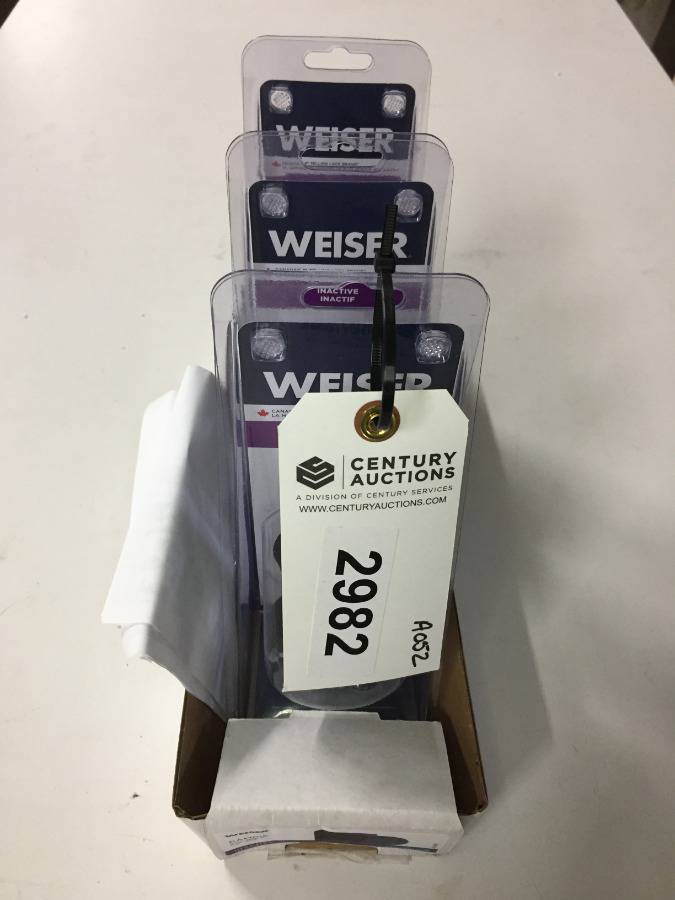 WEISER
WEISER
INACTIVE
INACTIF
WEISER
CENTURY
AUCTIONS
A DIVISION OF CENTURY SERVICES
WWW.CENTURYAUCTIONS.COM
2982
A052